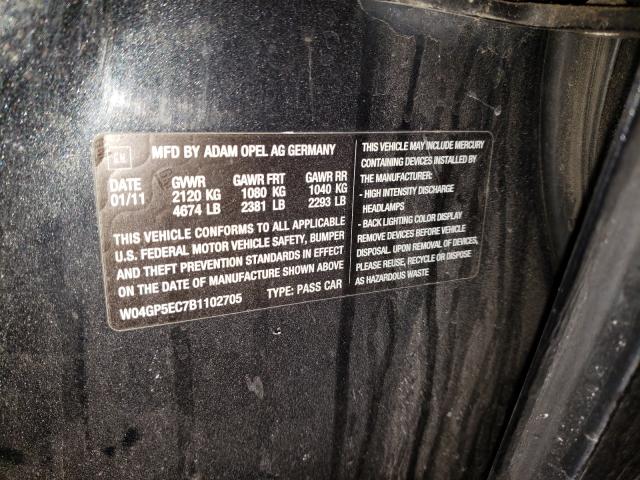 GM
MFD BY ADAM OPEL AG GERMANY
DATE GVWR GAWR FRT GAWR RR
01/11 2120 KG 1080 KG 1040 KG
4674 LB 2381 LB 2293 LB
THIS VEHICLE CONFORMS TO ALL APPLICABLE
U.S. FEDERAL MOTOR VEHICLE SAFETY, BUMPER
AND THEFT PREVENTION STANDARDS IN EFFECT
ON THE DATE OF MANUFACTURE SHOWN ABOVE
TYPE: PASS CAR
W04GP5EC7B1102705
THIS VEHICLE MAY INCLUDE MERCURY
CONTAINING DEVICES INSTALLED BY
THE MANUFACTURER:
- HIGH INTENSITY DISCHARGE
HEADLAMPS
- BACK LIGHTING COLOR DISPLAY
REMOVE DEVICES BEFORE VEHICLE
DISPOSAL. UPON REMOVAL OF DEVICES,
PLEASE REUSE, RECYCLE OR DISPOSE
AS HAZARDOUS WASTE